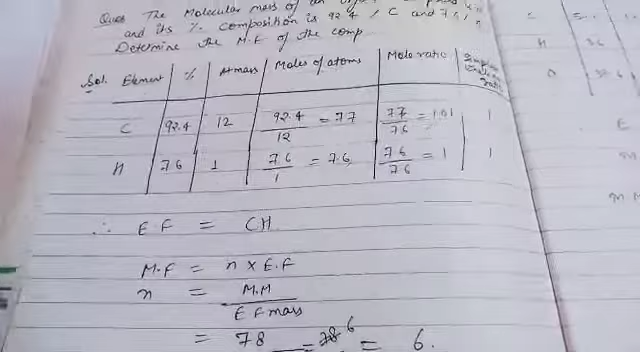 Ques The Molecular mass of an
and its % Composition is 92.4 % C and 7.6 %
Determine the M.F of the comp
Sol. Element % At mass Moles of atoms Mole ratio
C 92.4 12 92.4/12 = 7.7 7.7/7.6 = 1.01 1
H 7.6 1 7.6/1 = 7.6 7.6/7.6 = 1 1
∴ E F = CH
M.F = n × E.F
n = M.M / E F mass
= 78 = = 6.